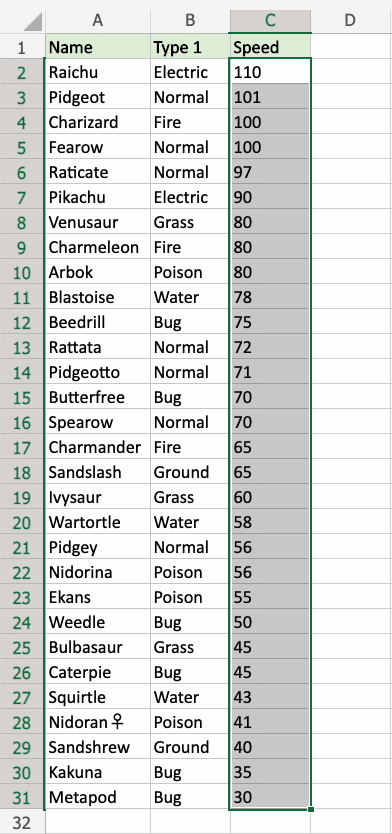 A B C D
1 Name Type 1 Speed
2 Raichu Electric 110
3 Pidgeot Normal 101
4 Charizard Fire 100
5 Fearow Normal 100
6 Raticate Normal 97
7 Pikachu Electric 90
8 Venusaur Grass 80
9 Charmeleon Fire 80
10 Arbok Poison 80
11 Blastoise Water 78
12 Beedrill Bug 75
13 Rattata Normal 72
14 Pidgeotto Normal 71
15 Butterfree Bug 70
16 Spearow Normal 70
17 Charmander Fire 65
18 Sandslash Ground 65
19 Ivysaur Grass 60
20 Wartortle Water 58
21 Pidgey Normal 56
22 Nidorina Poison 56
23 Ekans Poison 55
24 Weedle Bug 50
25 Bulbasaur Grass 45
26 Caterpie Bug 45
27 Squirtle Water 43
28 Nidoran♀ Poison 41
29 Sandshrew Ground 40
30 Kakuna Bug 35
31 Metapod Bug 30
32